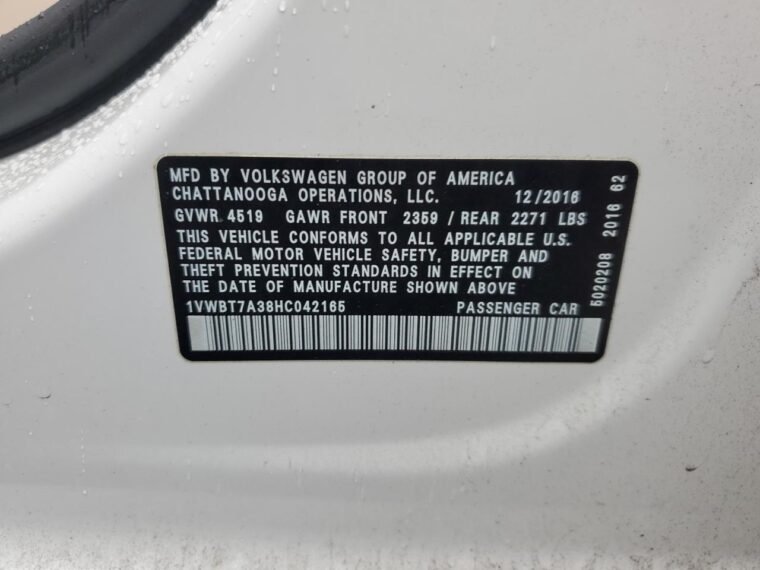 MFD BY VOLKSWAGEN GROUP OF AMERICA
CHATTANOOGA OPERATIONS, LLC. 12/2016
GVWR 4519 GAWR FRONT 2359 / REAR 2271 LBS
THIS VEHICLE CONFORMS TO ALL APPLICABLE U.S.
FEDERAL MOTOR VEHICLE SAFETY, BUMPER AND
THEFT PREVENTION STANDARDS IN EFFECT ON
THE DATE OF MANUFACTURE SHOWN ABOVE
1VWBT7A38HC042165 PASSENGER CAR
5020208 2016 62